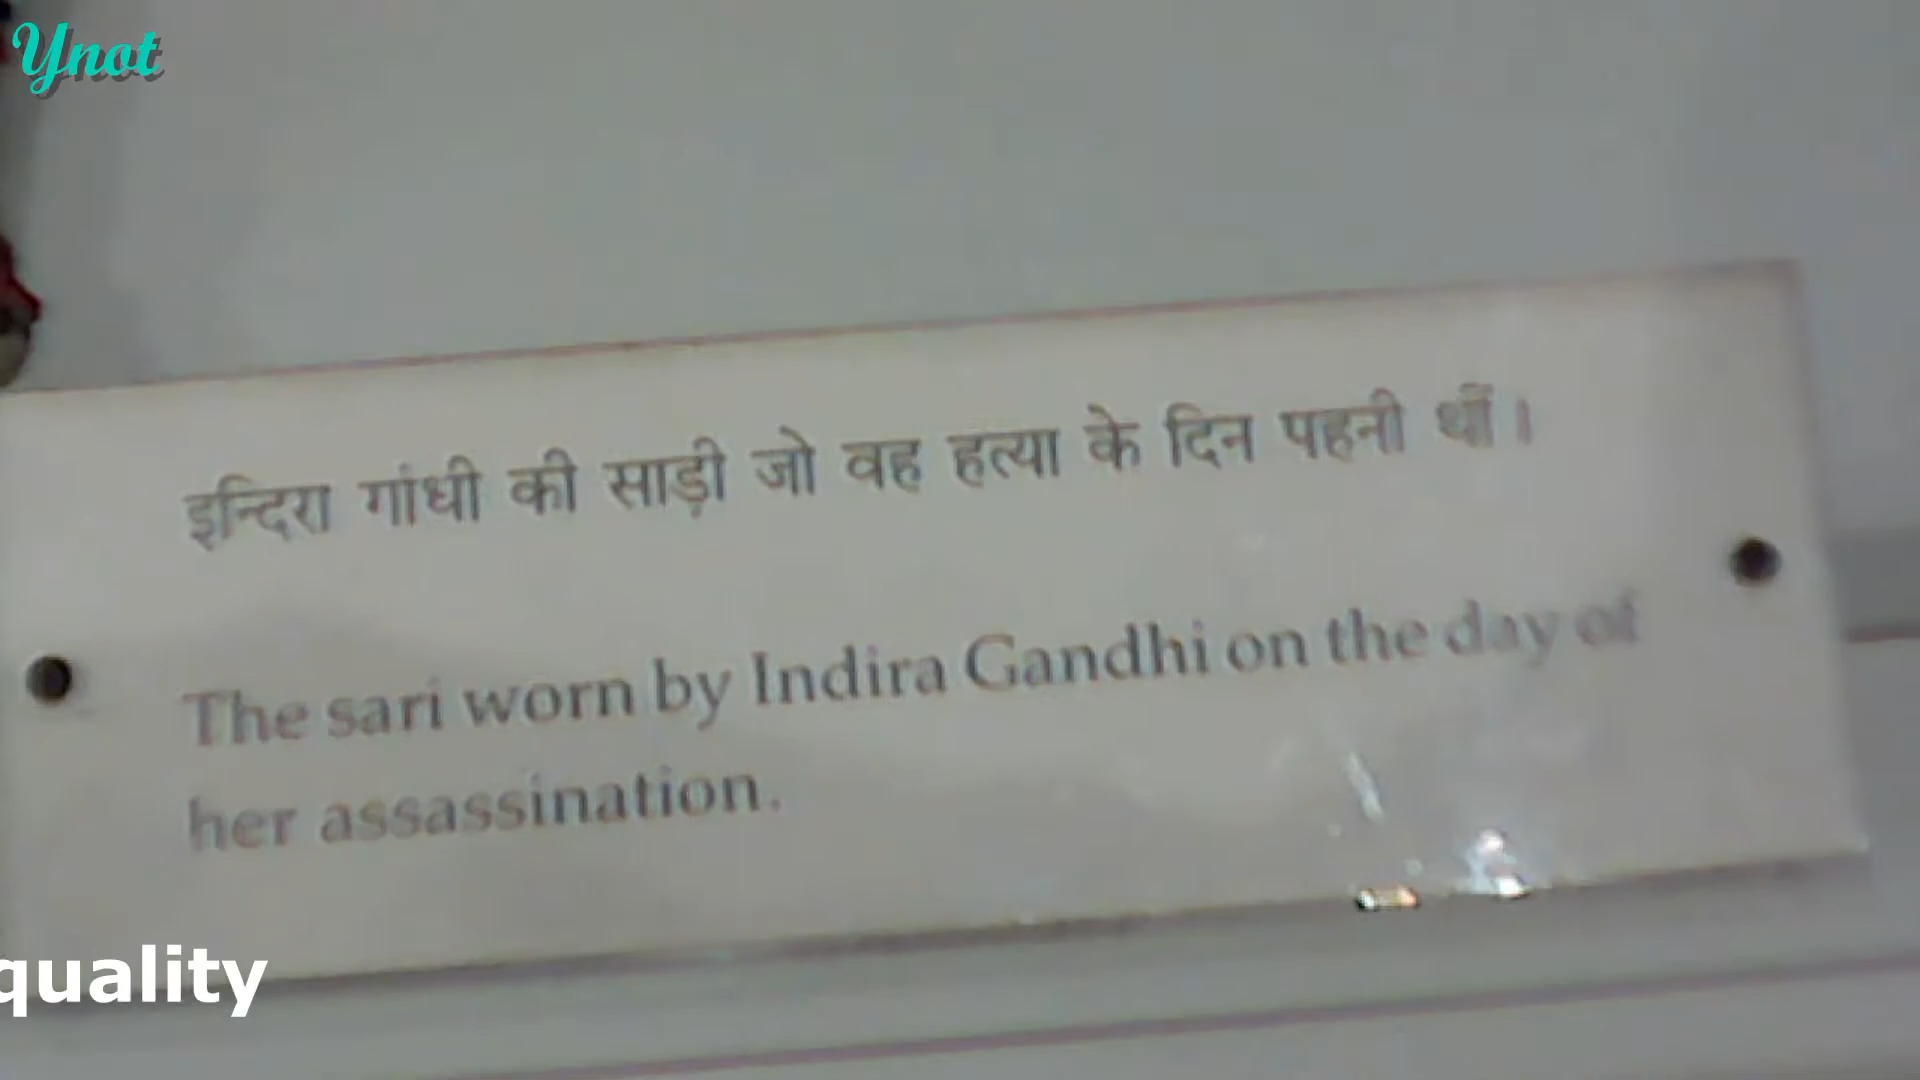 Ynot
इन्दिरा गांधी की साड़ी जो वह हत्या के दिन पहनी थीं।
The sari worn by Indira Gandhi on the day of
her assassination.
quality